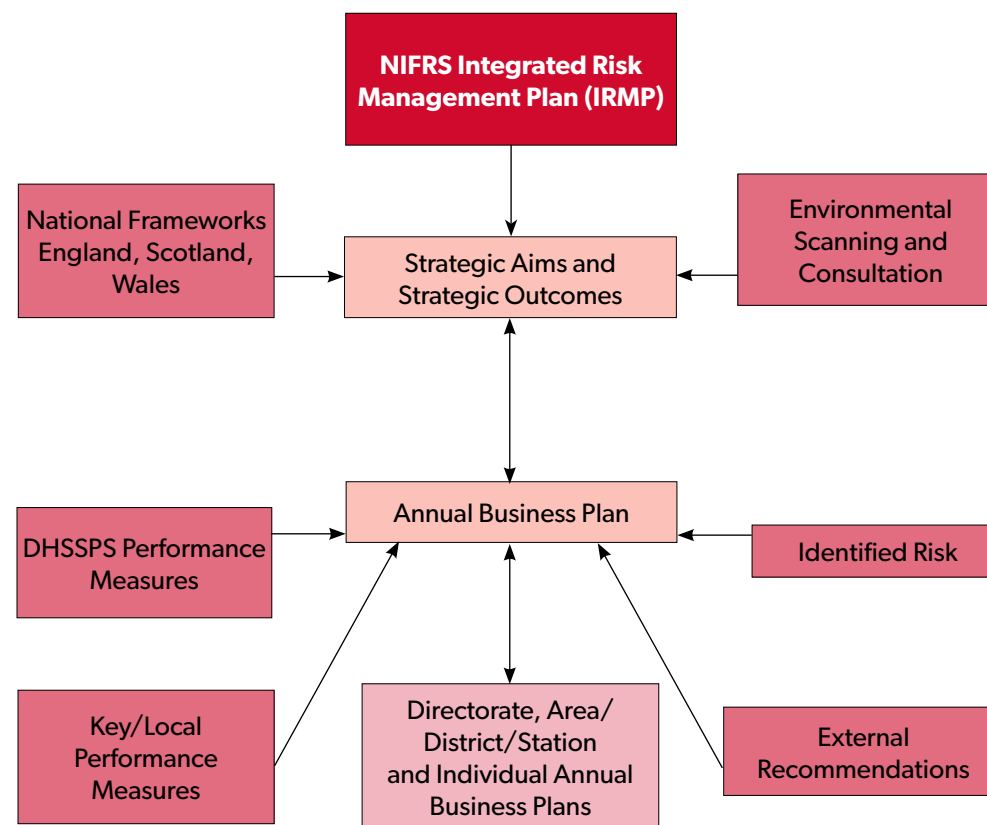 NIFRS Integrated Risk
Management Plan (IRMP)
National Frameworks
England, Scotland,
Wales
Strategic Aims and
Strategic Outcomes
Environmental
Scanning and
Consultation
DHSSPS Performance
Measures
Annual Business Plan
Identified Risk
Key/Local
Performance
Measures
Directorate, Area/
District/Station
and Individual Annual
Business Plans
External
Recommendations